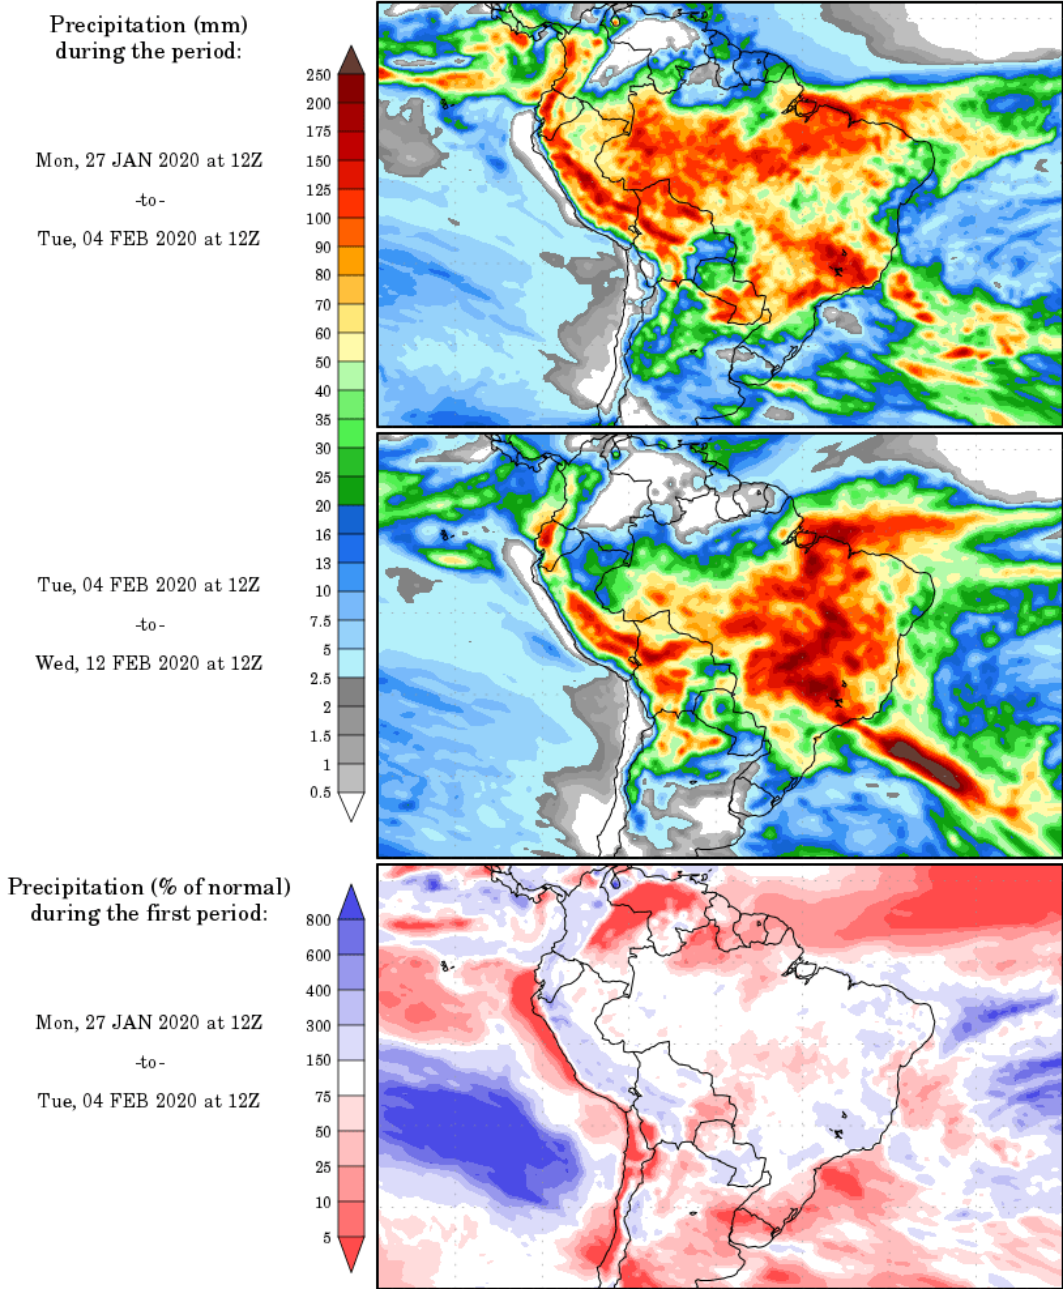 Precipitation (mm)
during the period:
Mon, 27 JAN 2020 at 12Z
-to-
Tue, 04 FEB 2020 at 12Z
250
200
175
150
125
100
90
80
70
60
50
40
35
30
25
20
16
13
10
7.5
5
2.5
2
1.5
1
0.5
Tue, 04 FEB 2020 at 12Z
-to-
Wed, 12 FEB 2020 at 12Z
Precipitation (% of normal)
during the first period:
Mon, 27 JAN 2020 at 12Z
-to-
Tue, 04 FEB 2020 at 12Z
800
600
400
300
150
75
50
25
10
5